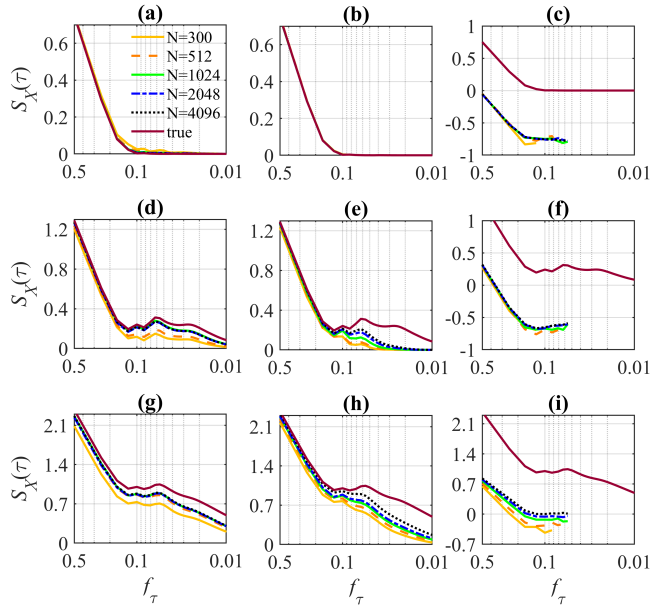 (a) (b) (c)
S_X(τ)
0.6
0.4
0.2
0
0.5 0.1 0.01
N=300
N=512
N=1024
N=2048
N=4096
true
0.6
0.4
0.2
0
0.5 0.1 0.01
1
0.5
0
-0.5
-1
0.5 0.1 0.01
(d) (e) (f)
S_X(τ)
1.2
0.8
0.4
0
0.5 0.1 0.01
1.2
0.8
0.4
0
0.5 0.1 0.01
1
0.5
0
-0.5
-1
0.5 0.1 0.01
(g) (h) (i)
S_X(τ)
2.1
1.4
0.7
0
0.5 0.1 0.01
f_τ
2.1
1.4
0.7
0
0.5 0.1 0.01
f_τ
2.1
1.4
0.7
0
-0.7
0.5 0.1 0.01
f_τ